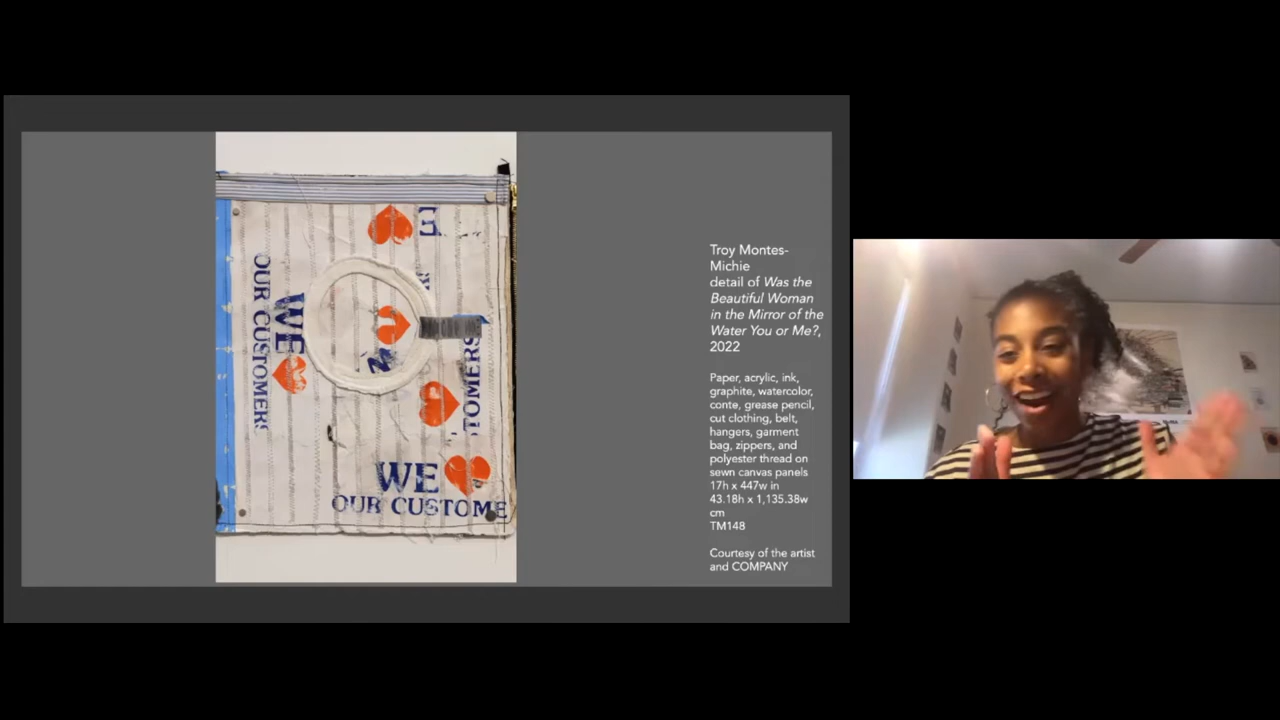 OUR CUSTOMER
WE
WE
OUR CUSTOME
TOMERS
Troy Montes-
Michie
detail of Was the
Beautiful Woman
in the Mirror of the
Water You or Me?,
2022
Paper, acrylic, ink,
graphite, watercolor,
conte, grease pencil,
cut clothing, belt,
hangers, garment
bag, zippers, and
polyester thread on
sewn canvas panels
17h x 447w in
43.18h x 1,135.38w
cm
TM148
Courtesy of the artist
and COMPANY